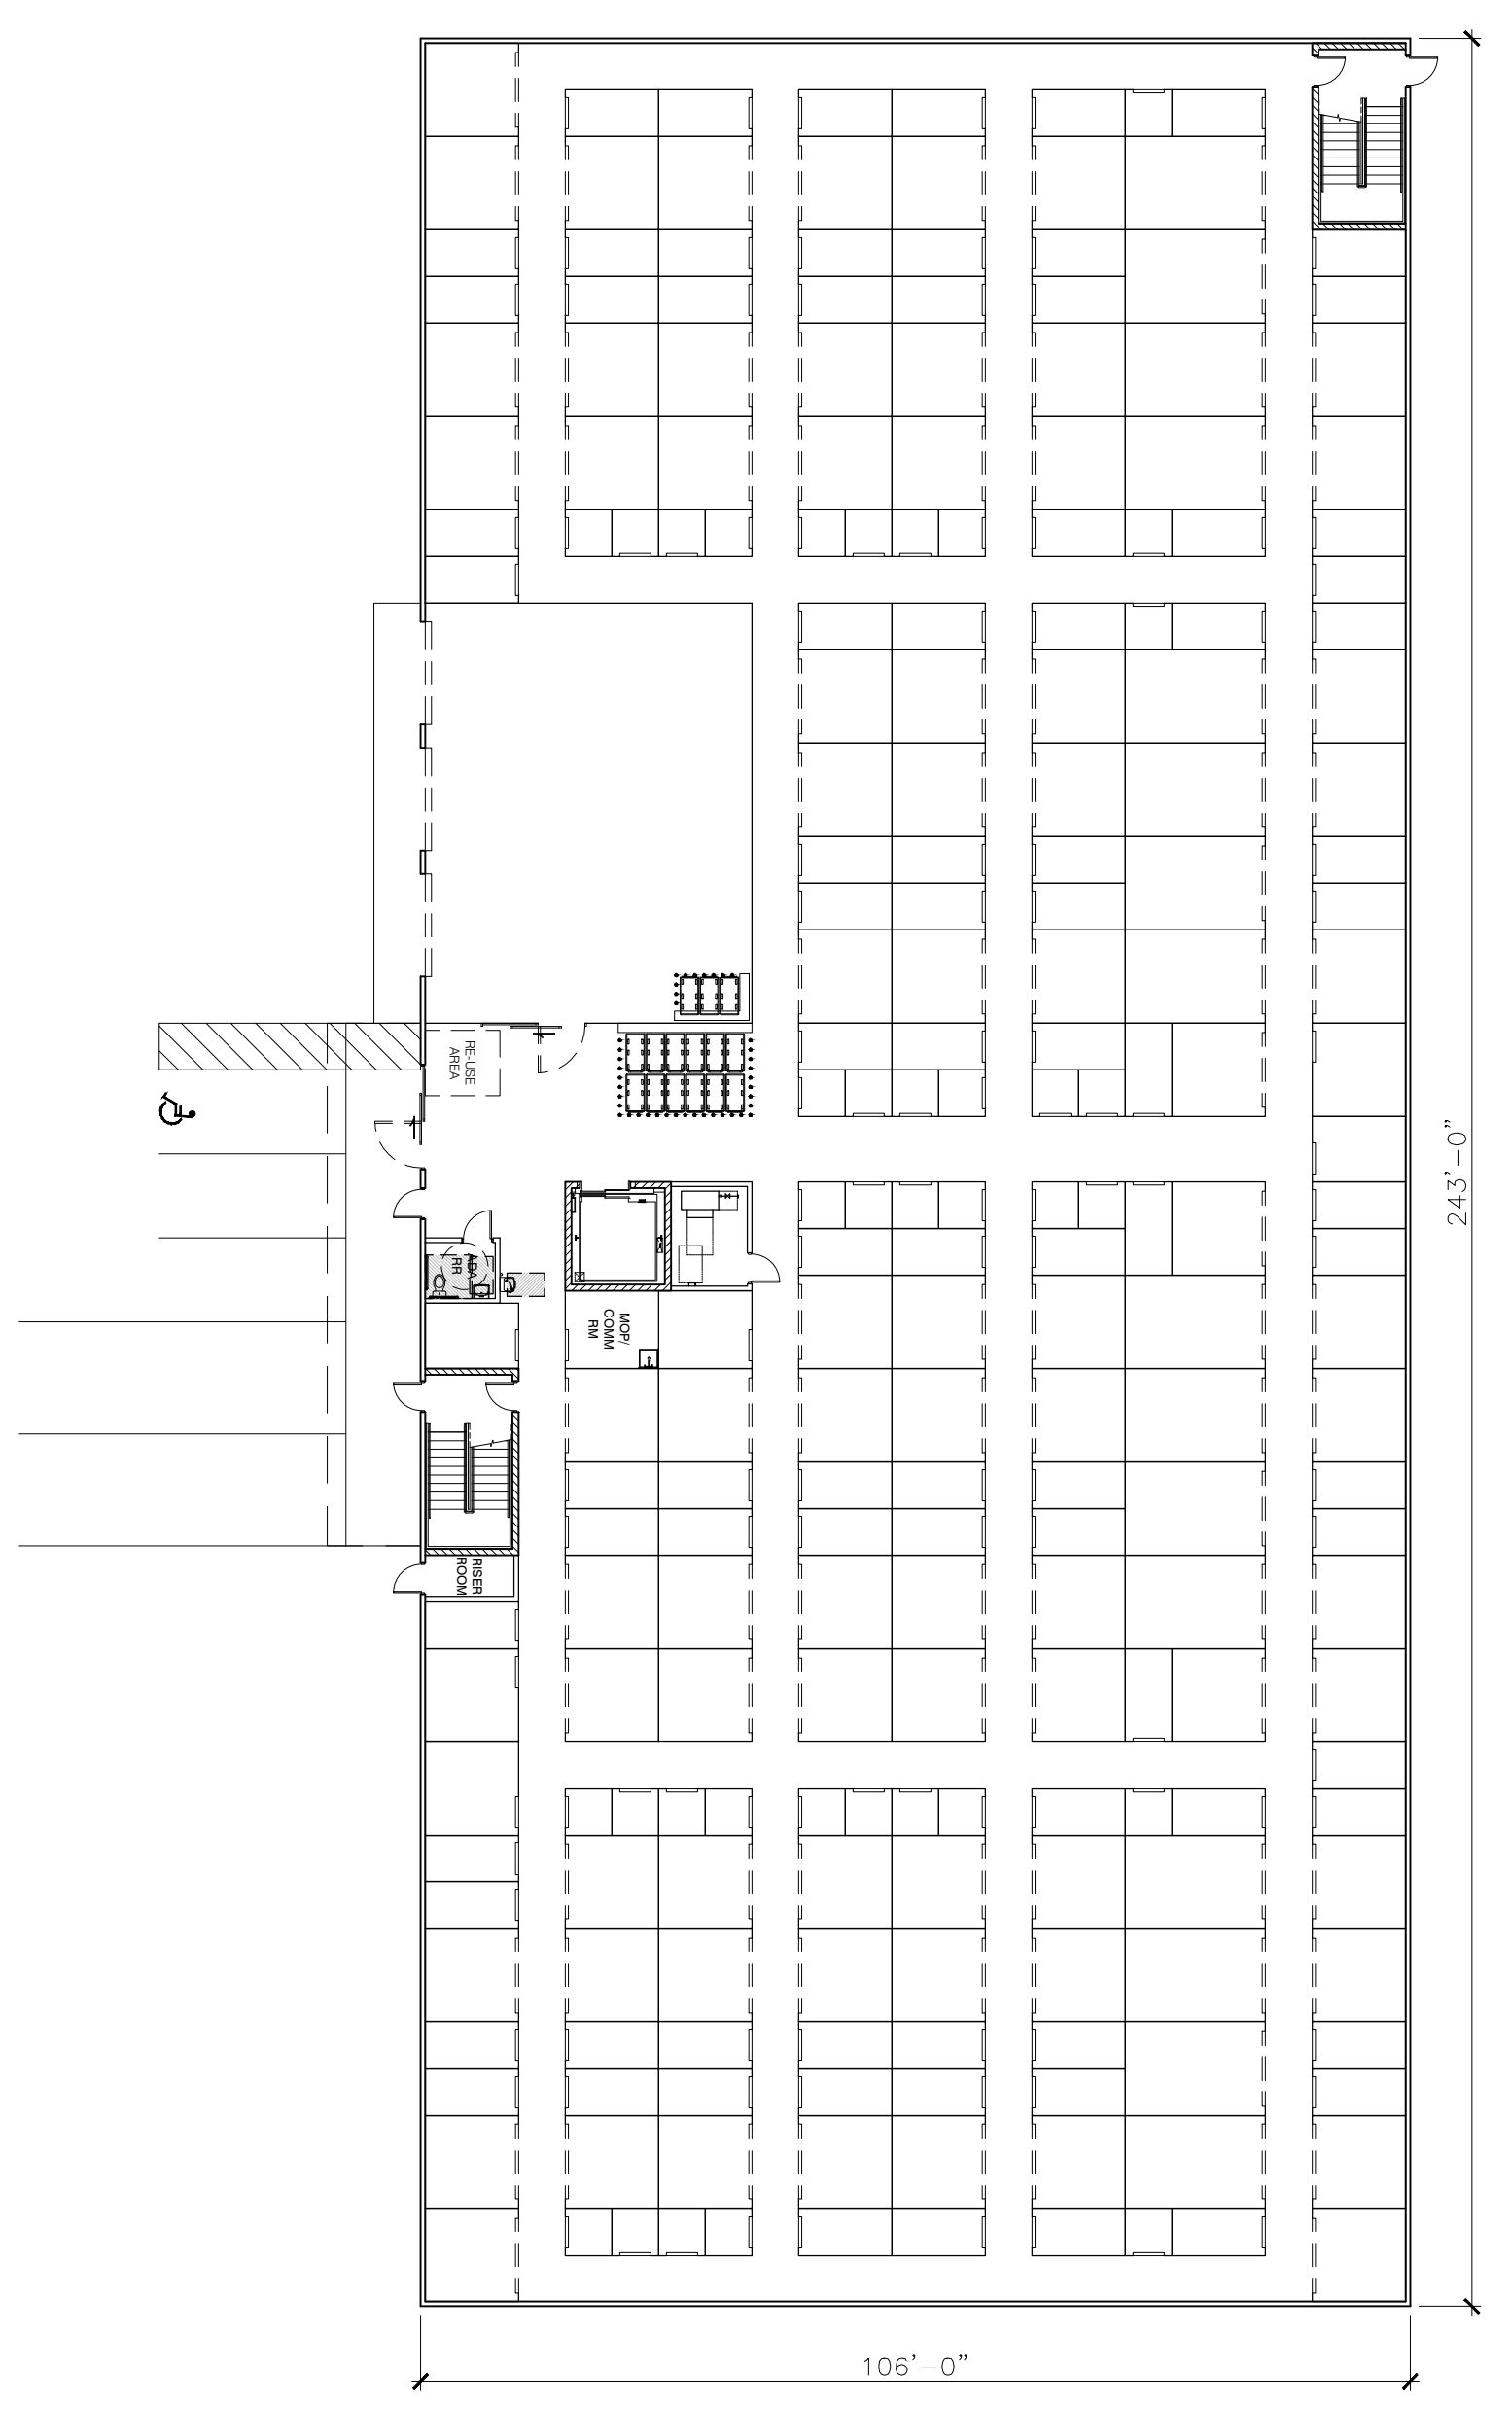 RE-USE
AREA
243'-0"
ADA
RR
MOP/
COMM
RM
RISER
ROOM
106'-0"